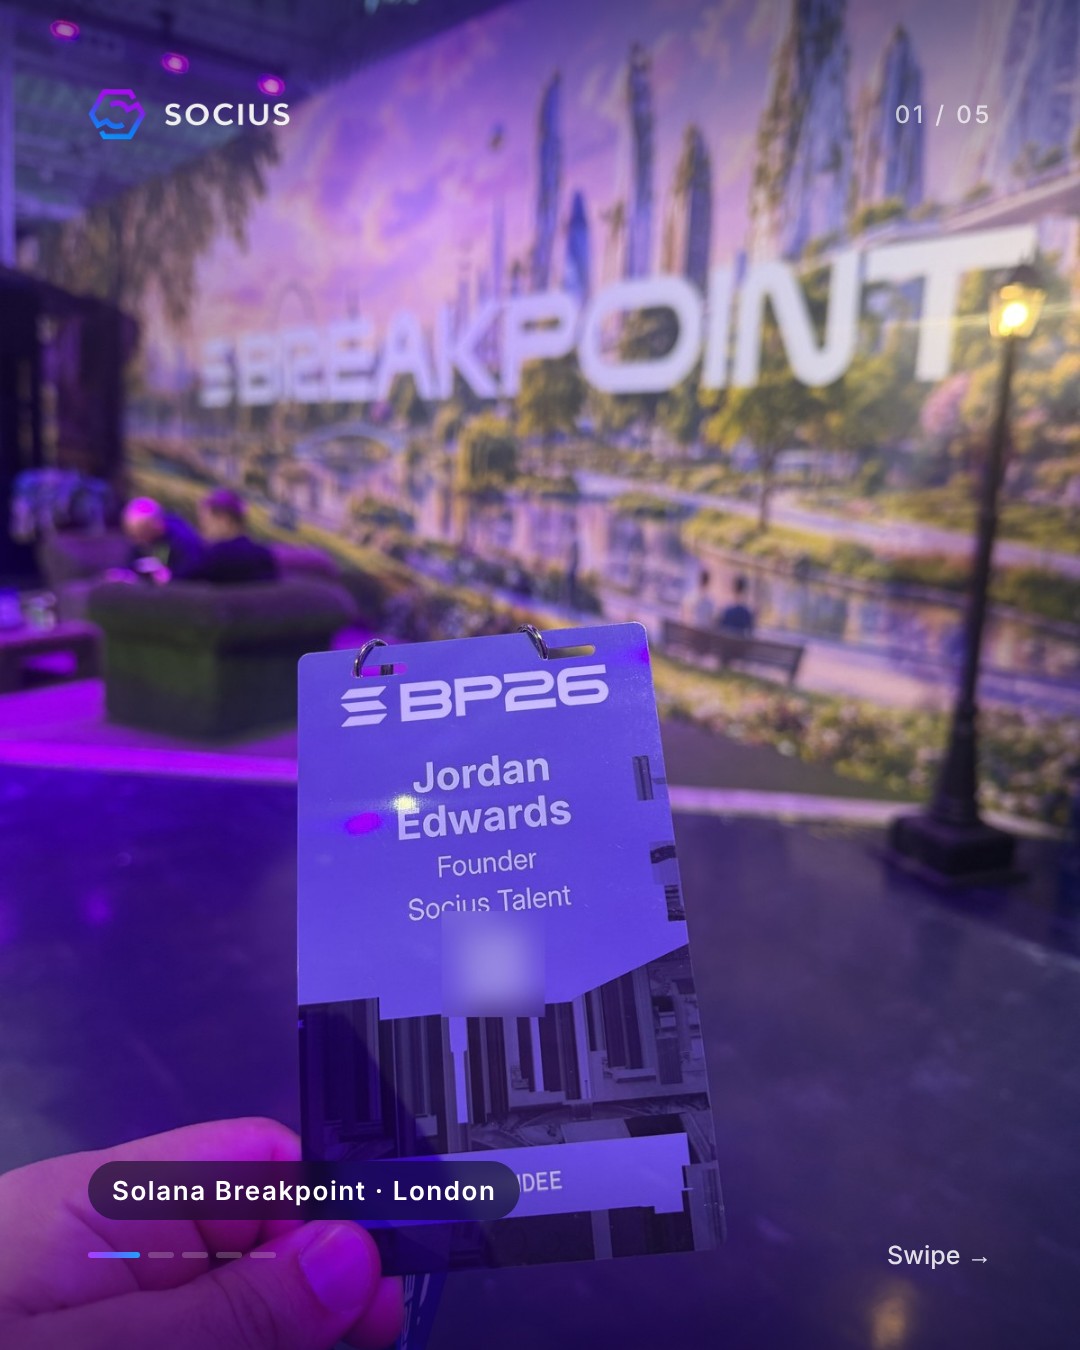 SOCIUS
01 / 05
BREAKPOINT
BP26
Jordan
Edwards
Founder
Socius Talent
Solana Breakpoint · London
Swipe →